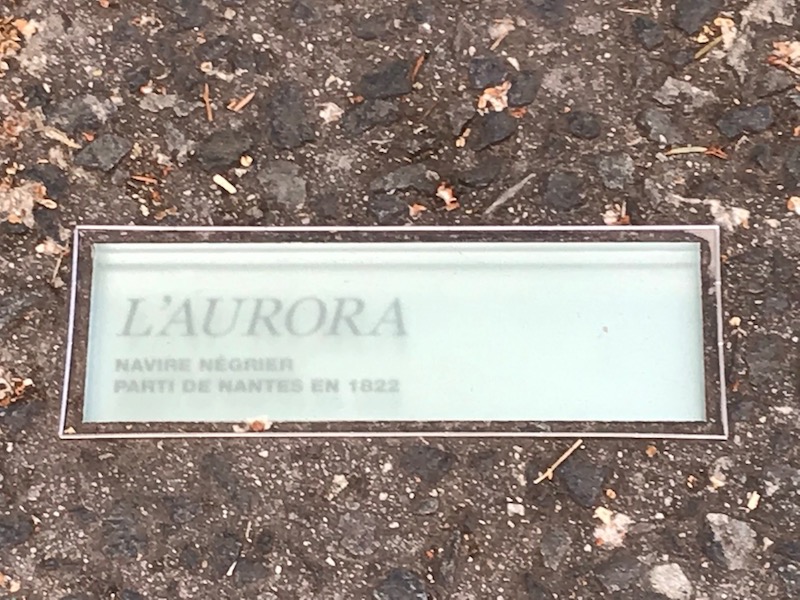 L'AURORA
NAVIRE NÉGRIER
PARTI DE NANTES EN 1822